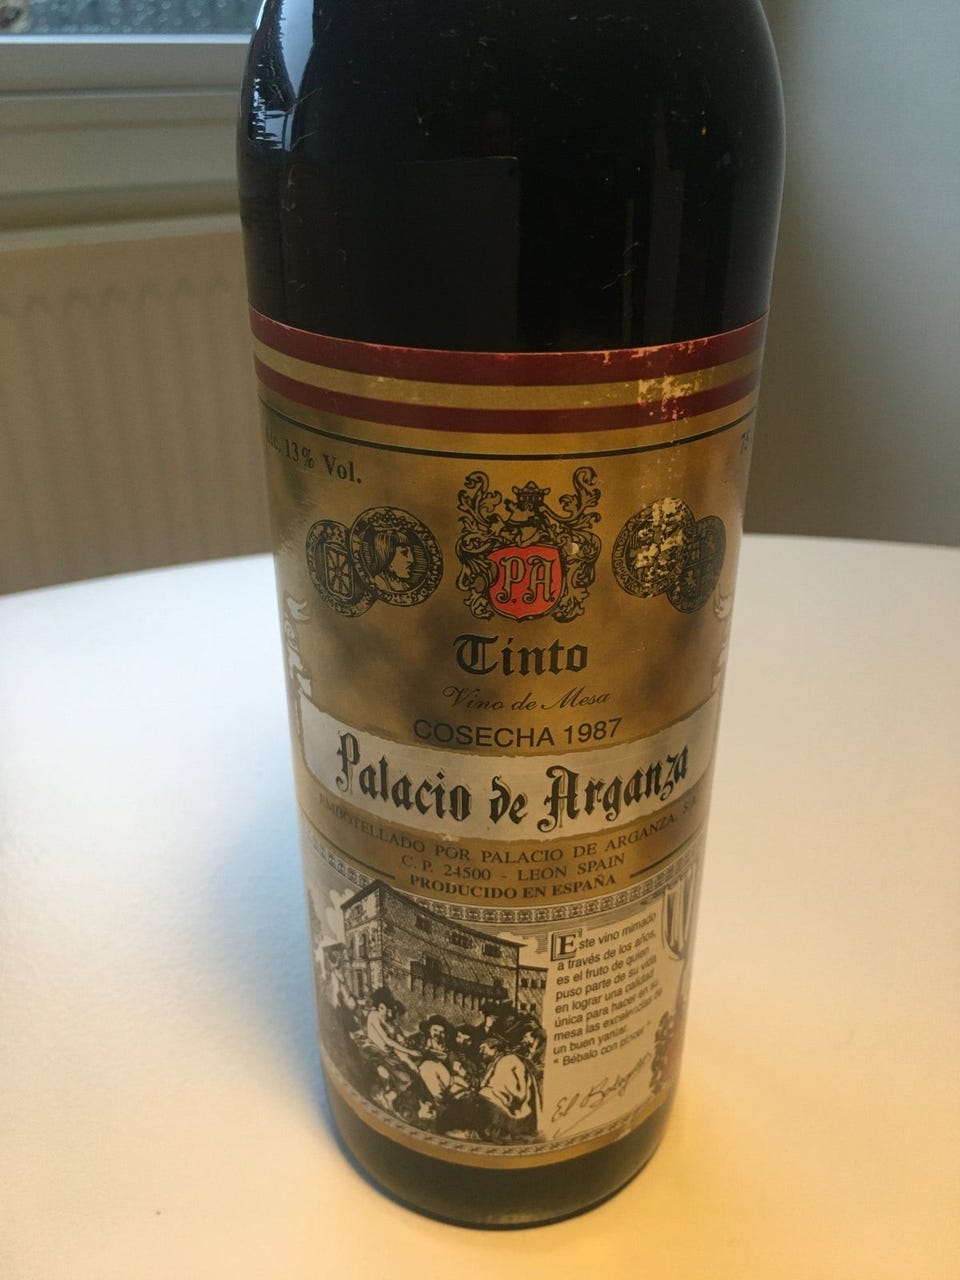 Alc. 13% Vol.
75
P.A
Tinto
Vino de Mesa
COSECHA 1987
Palacio de Arganza
EMBOTELLADO POR PALACIO DE ARGANZA, S.A.
C. P. 24500 - LEON SPAIN
PRODUCIDO EN ESPAÑA
Este vino mimado
a través de los años,
es el fruto de quien
puso parte de su vida
en lograr una calidad
única para hacer en su
mesa las excelencias de
un buen yantar.
" Bébalo con placer "
El Bodeguero